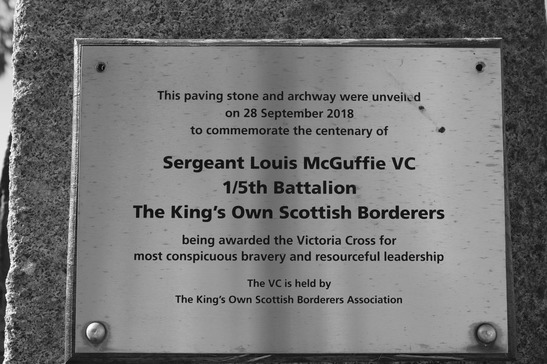 This paving stone and archway were unveiled
on 28 September 2018
to commemorate the centenary of
Sergeant Louis McGuffie VC
1/5th Battalion
The King's Own Scottish Borderers
being awarded the Victoria Cross for
most conspicuous bravery and resourceful leadership
The VC is held by
The King's Own Scottish Borderers Association